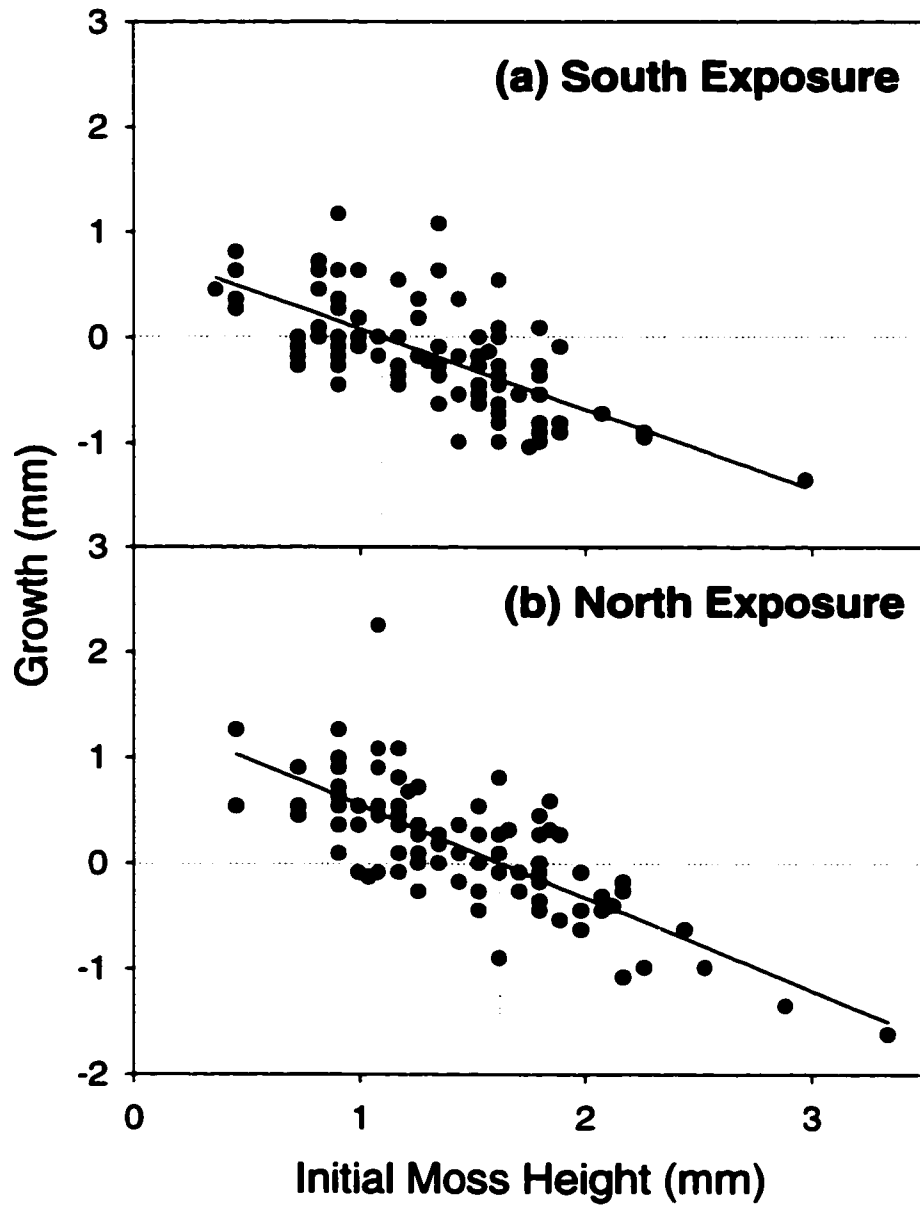 3
(a) South Exposure
2
1
0
-1
3
Growth (mm)
(b) North Exposure
2
1
0
-1
-2
0 1 2 3
Initial Moss Height (mm)